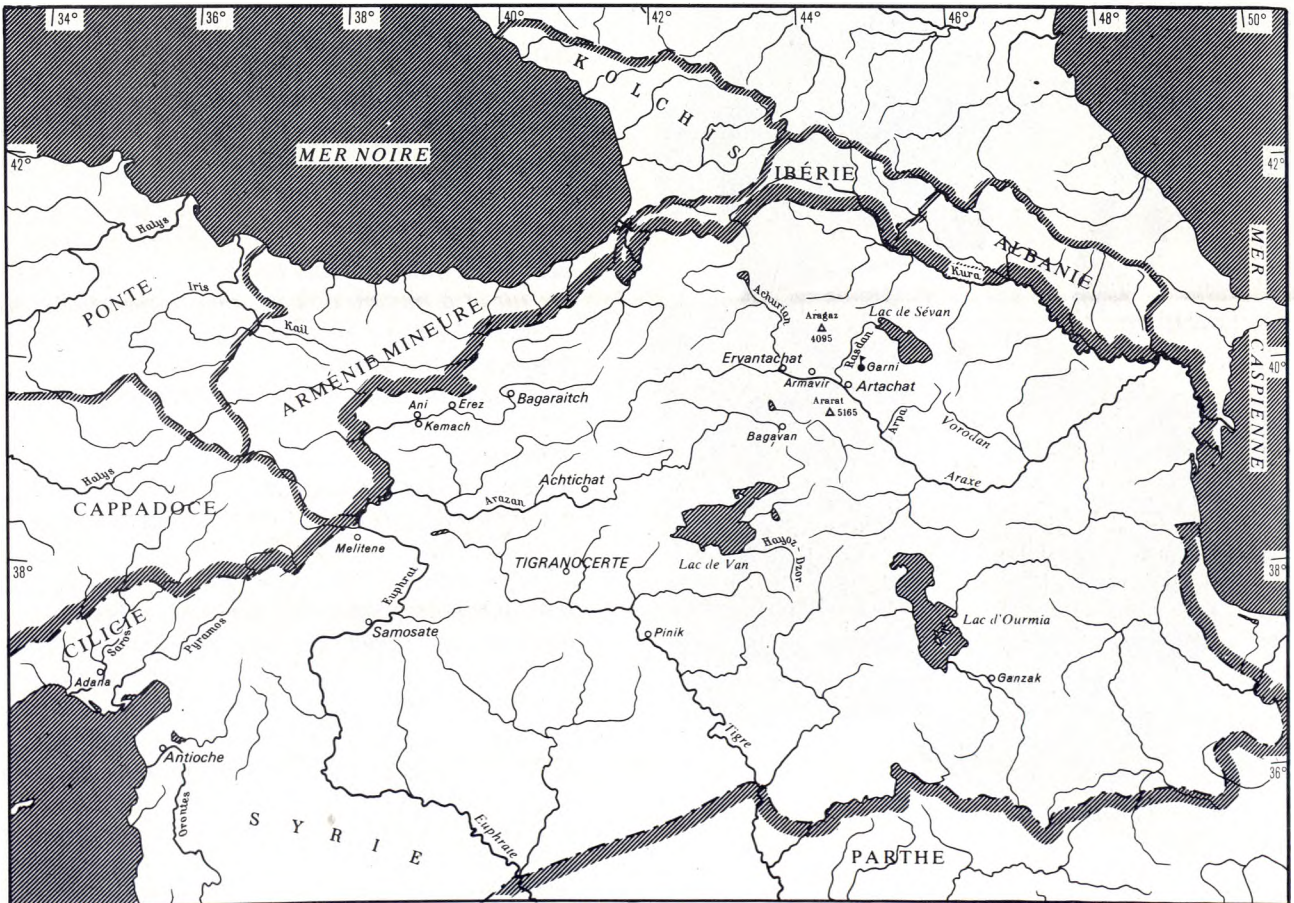 34°
36°
38°
40°
42°
44°
46°
48°
50°
KOLCHIS
MER NOIRE
42°
IBÉRIE
42°
Halys
ALBANIE
MER CASPIENNE
PONTE
Iris
Kail
Kura
Achurian
Aragaz
4095
Lac de Sévan
Rasdan
ARMÉNIE MINEURE
Ervantachat
Garni
40°
Armavir
Artachat
Ani
Erez
Bagaraitch
Kemach
Ararat
5165
Arpa
Vorodan
Bagavan
Halys
Achtichat
Arazan
Araxe
CAPPADOCE
Melitene
38°
TIGRANOCERTE
Lac de Van
Hayoz-Dzor
38°
Euphrat
CILICIE
Saros
Pyramos
Samosate
Pinik
Lac d'Ourmia
Adana
Ganzak
Antioche
Tigre
36°
Orontes
SYRIE
Euphrate
PARTHE